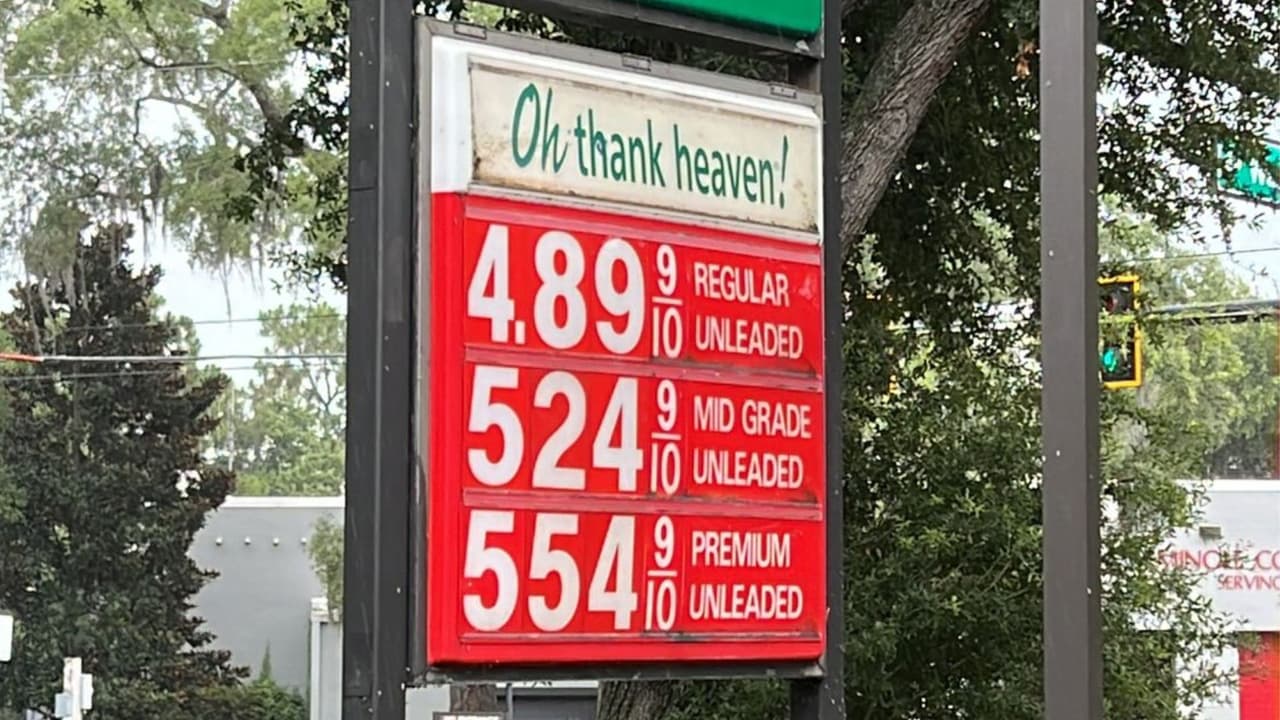 Oh thank heaven!
4.89 9/10 REGULAR UNLEADED
524 9/10 MID GRADE UNLEADED
554 9/10 PREMIUM UNLEADED
SERVING